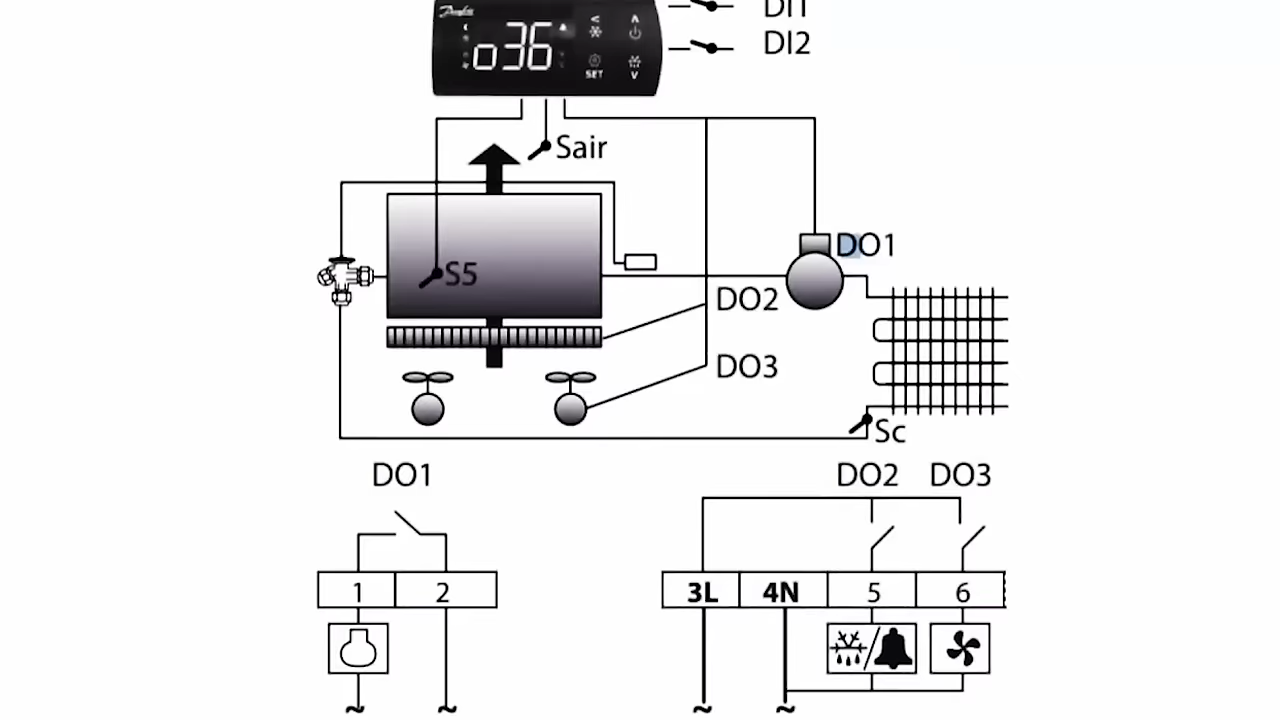 Danfoss
DI1
o36
SET
DI2
Sair
DO1
S5
DO2
DO3
Sc
DO1
DO2 DO3
1 2
3L 4N 5 6
~ ~ ~ ~